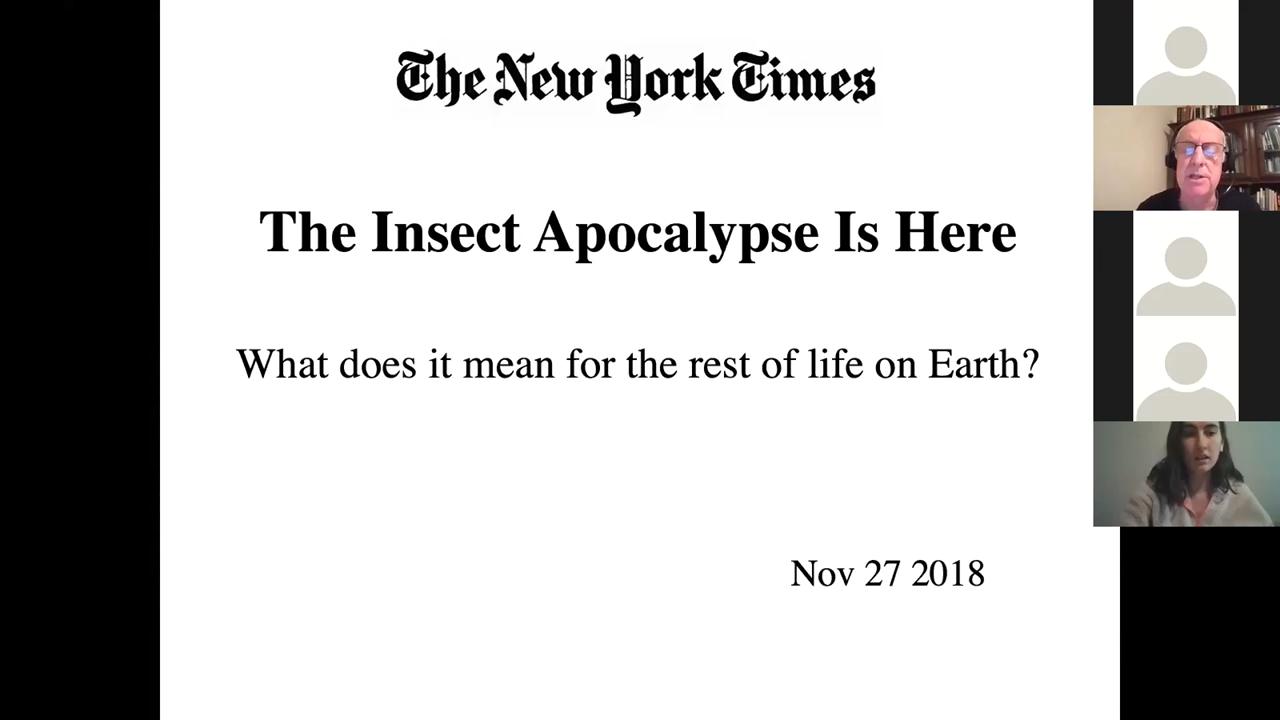 The New York Times
The Insect Apocalypse Is Here
What does it mean for the rest of life on Earth?
Nov 27 2018